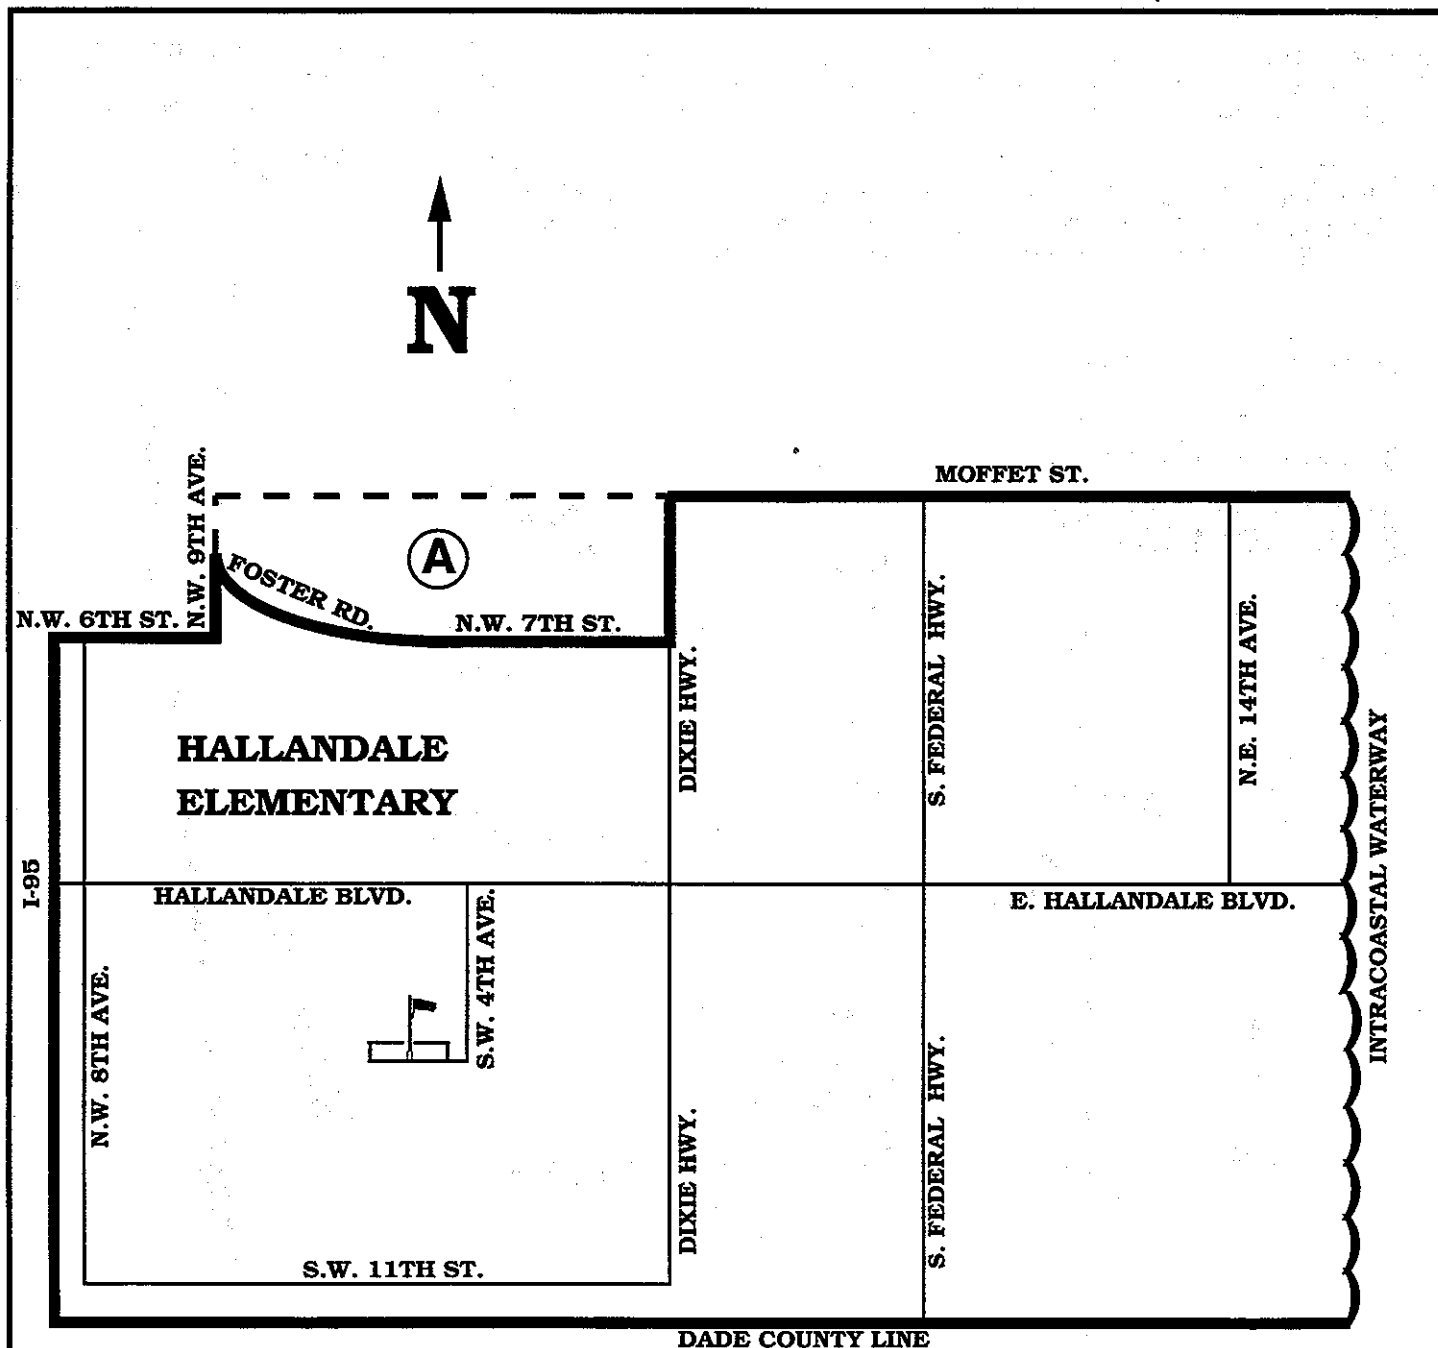 N
MOFFET ST.
N.W. 9TH AVE.
A
FOSTER RD.
N.W. 6TH ST.
N.W. 7TH ST.
S. FEDERAL HWY.
N.E. 14TH AVE.
DIXIE HWY.
HALLANDALE
ELEMENTARY
INTRACOASTAL WATERWAY
I-95
HALLANDALE BLVD.
E. HALLANDALE BLVD.
S.W. 4TH AVE.
N.W. 8TH AVE.
DIXIE HWY.
S. FEDERAL HWY.
S.W. 11TH ST.
DADE COUNTY LINE